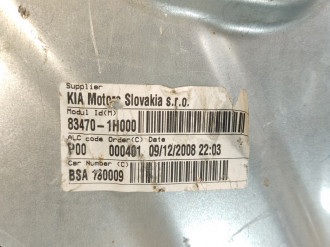 Supplier
KIA Motors Slovakia s.r.o.
Modul Id(M)
83470-1H000
ALC code Order(C) Date
P00 000401 09/12/2008 22:03
Car Number (C)
BSA 760009